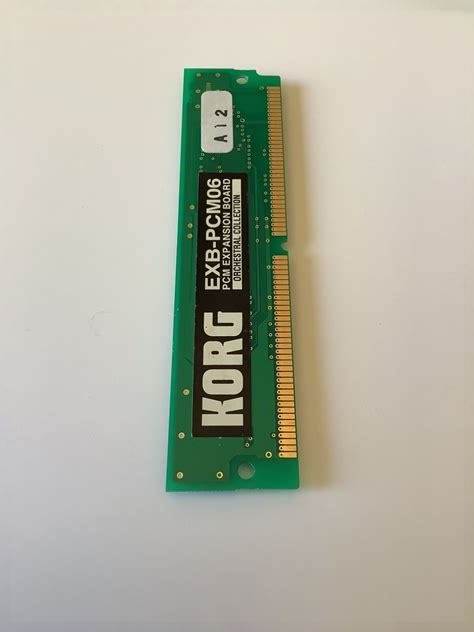 A12
KORG
EXB-PCM06
PCM EXPANSION BOARD
ORCHESTRAL COLLECTION